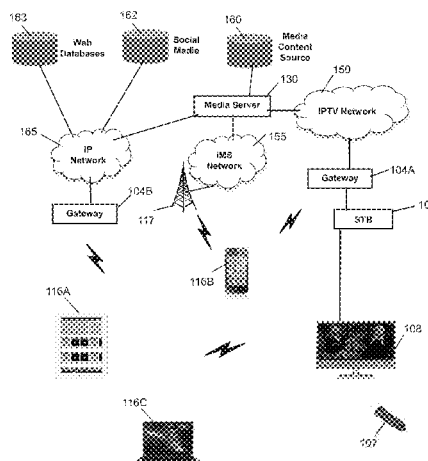 163
Web
Databases
162
Social
Media
160
Media
Content
Source
130
Media Server
159
IPTV Network
165
IP
Network
155
IMS
Network
104A
Gateway
104B
Gateway
117
STB
116B
116A
108
116C
107